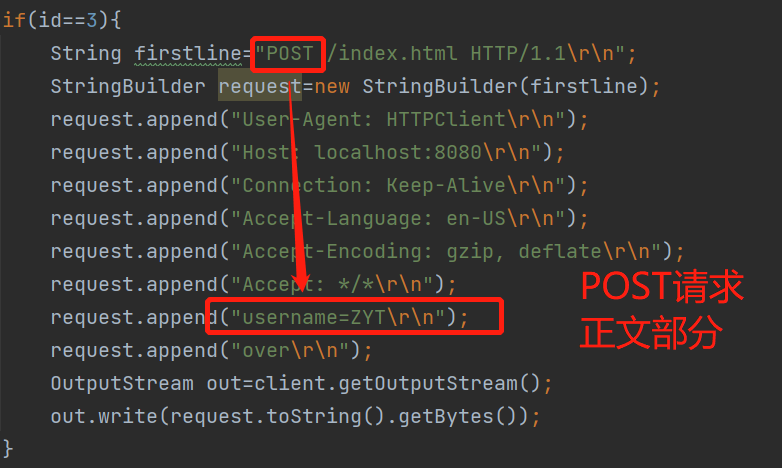 if(id==3){
String firstline="POST /index.html HTTP/1.1\r\n";
StringBuilder request=new StringBuilder(firstline);
request.append("User-Agent: HTTPClient\r\n");
request.append("Host: localhost:8080\r\n");
request.append("Connection: Keep-Alive\r\n");
request.append("Accept-Language: en-US\r\n");
request.append("Accept-Encoding: gzip, deflate\r\n");
request.append("Accept: */*\r\n");
request.append("username=ZYT\r\n");
request.append("over\r\n");
OutputStream out=client.getOutputStream();
out.write(request.toString().getBytes());
}
POST请求
正文部分